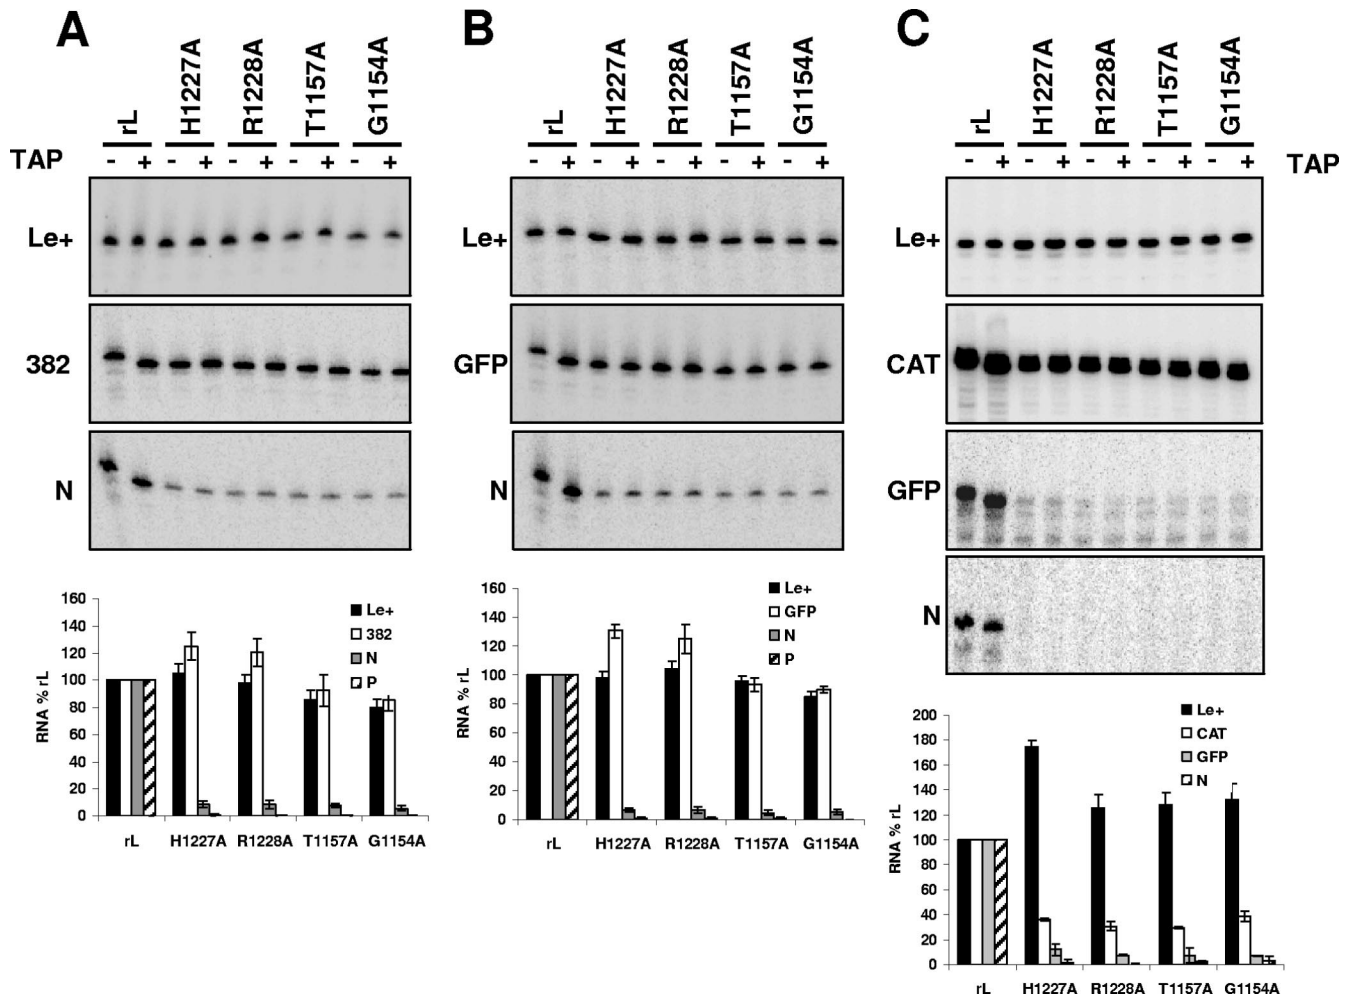 A
rL H1227A R1228A T1157A G1154A
TAP - + - + - + - + - +
Le+
382
N
RNA % rL
160
140
120
100
80
60
40
20
0
Le+
382
N
P
rL H1227A R1228A T1157A G1154A
B
rL H1227A R1228A T1157A G1154A
- + - + - + - + - +
Le+
GFP
N
RNA % rL
160
140
120
100
80
60
40
20
0
Le+
GFP
N
P
rL H1227A R1228A T1157A G1154A
C
rL H1227A R1228A T1157A G1154A
- + - + - + - + - + TAP
Le+
CAT
GFP
N
RNA % rL
200
180
160
140
120
100
80
60
40
20
0
Le+
CAT
GFP
N
rL H1227A R1228A T1157A G1154A